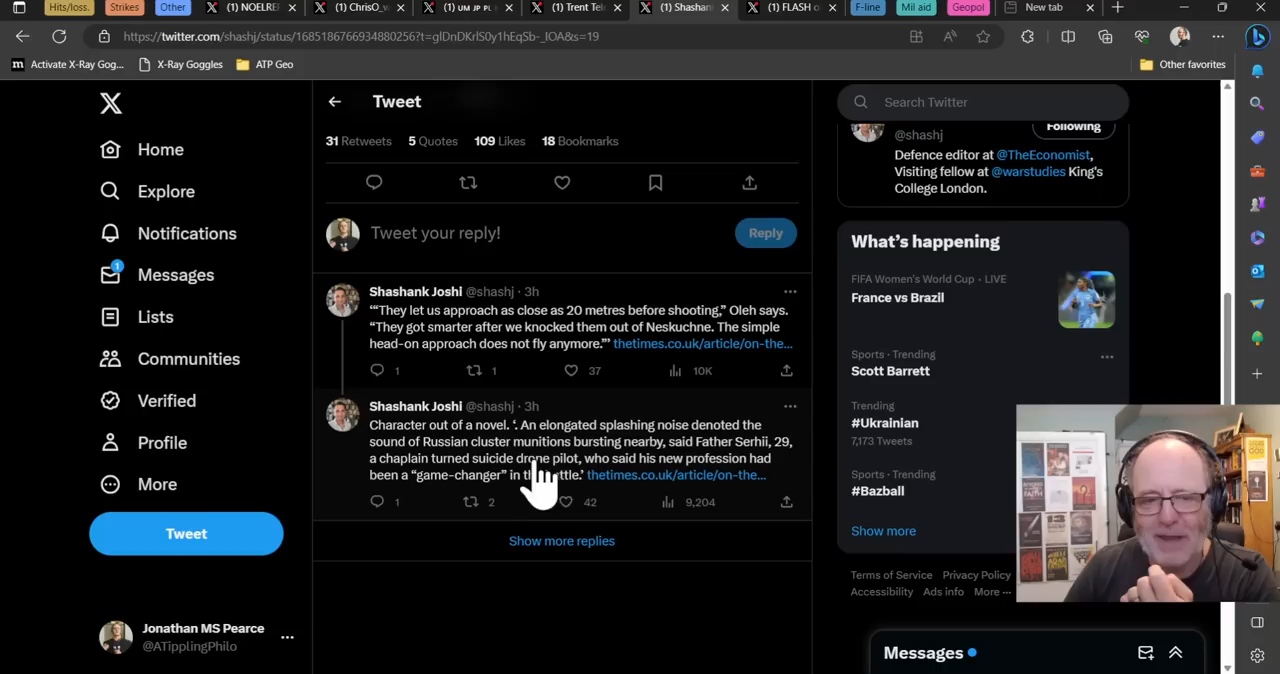 Hits/loss.
Strikes
Other
(1) NOELREF
(1) ChrisO_
(1) UM JP PL
(1) Trent Tele
(1) Shashan
(1) FLASH o
F-line
Mil aid
Geopol
New tab
https://twitter.com/shashj/status/1685186766934880256?t=glDnDKrlS0y1hEqSb-_IOA&s=19
Activate X-Ray Gog...
X-Ray Goggles
ATP Geo
Other favorites
Home
Explore
Notifications
1
Messages
Lists
Communities
Verified
Profile
More
Tweet
Jonathan MS Pearce
@ATipplingPhilo
Tweet
31 Retweets 5 Quotes 109 Likes 18 Bookmarks
Tweet your reply!
Reply
Shashank Joshi @shashj · 3h
"'They let us approach as close as 20 metres before shooting,” Oleh says.
“They got smarter after we knocked them out of Neskuchne. The simple
head-on approach does not fly anymore.”’ thetimes.co.uk/article/on-the...
1 1 37 10K
Shashank Joshi @shashj · 3h
Character out of a novel. ‘. An elongated splashing noise denoted the
sound of Russian cluster munitions bursting nearby, said Father Serhii, 29,
a chaplain turned suicide drone pilot, who said his new profession had
been a “game-changer” in battle.’ thetimes.co.uk/article/on-the...
1 2 42 9,204
Show more replies
Search Twitter
@shashj
Following
Defence editor at @TheEconomist,
Visiting fellow at @warstudies King's
College London.
What’s happening
FIFA Women's World Cup · LIVE
France vs Brazil
Sports · Trending
Scott Barrett
Trending
#Ukrainian
7,173 Tweets
Sports · Trending
#Bazball
Show more
Terms of Service Privacy Policy
Accessibility Ads info More
Messages